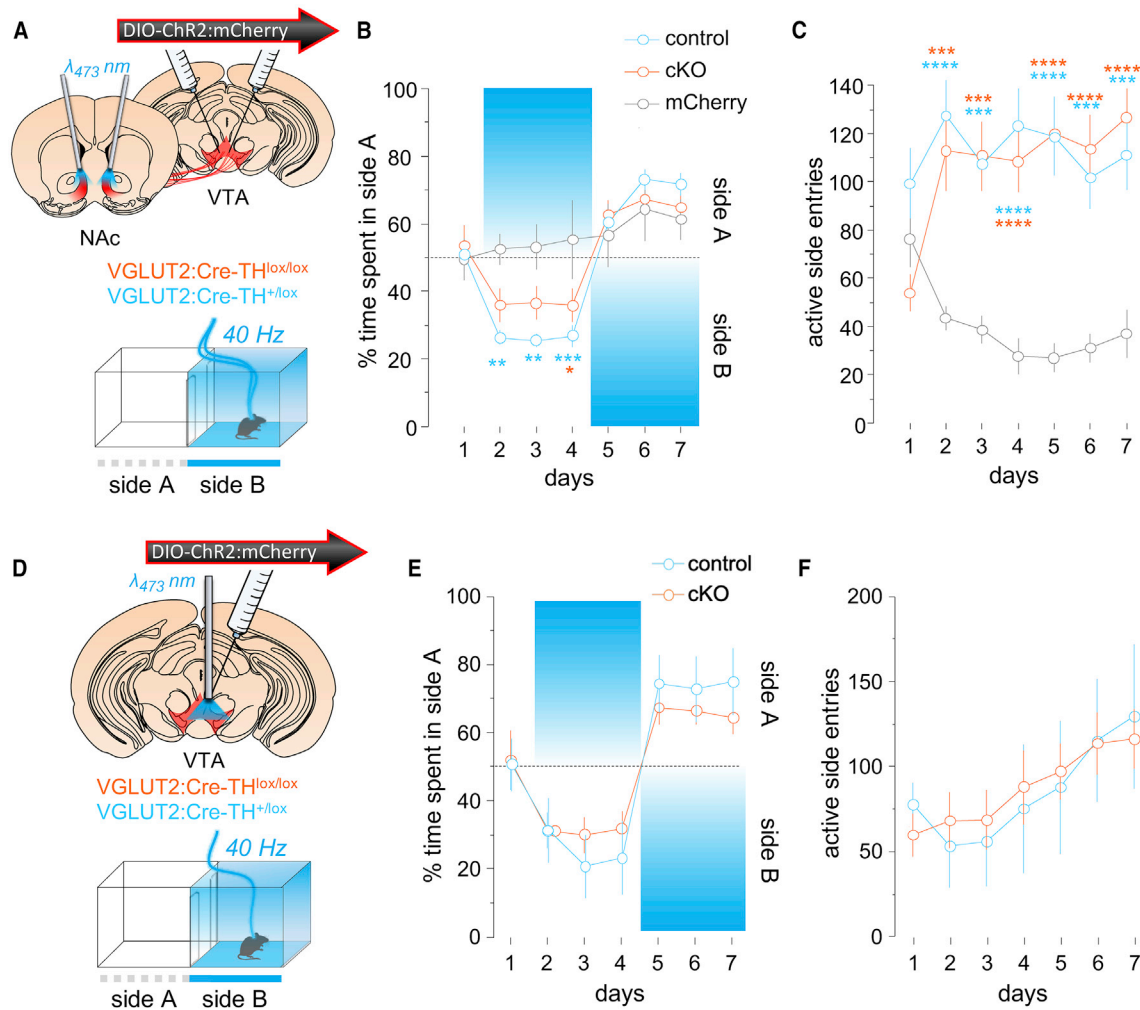 A
DIO-ChR2:mCherry
λ473 nm
VTA
NAc
VGLUT2:Cre-THlox/lox
VGLUT2:Cre-TH+/lox
40 Hz
side A
side B
B
control
cKO
mCherry
% time spent in side A
100
80
60
40
20
0
side A
side B
** ** ***
*
1 2 3 4 5 6 7
days
C
active side entries
140
120
100
80
60
40
20
0
*** **** **** ****
**** *** **** *** ***
***
****
****
1 2 3 4 5 6 7
days
D
DIO-ChR2:mCherry
λ473 nm
VTA
VGLUT2:Cre-THlox/lox
VGLUT2:Cre-TH+/lox
40 Hz
side A
side B
E
control
cKO
% time spent in side A
100
80
60
40
20
0
side A
side B
1 2 3 4 5 6 7
days
F
active side entries
200
150
100
50
0
1 2 3 4 5 6 7
days